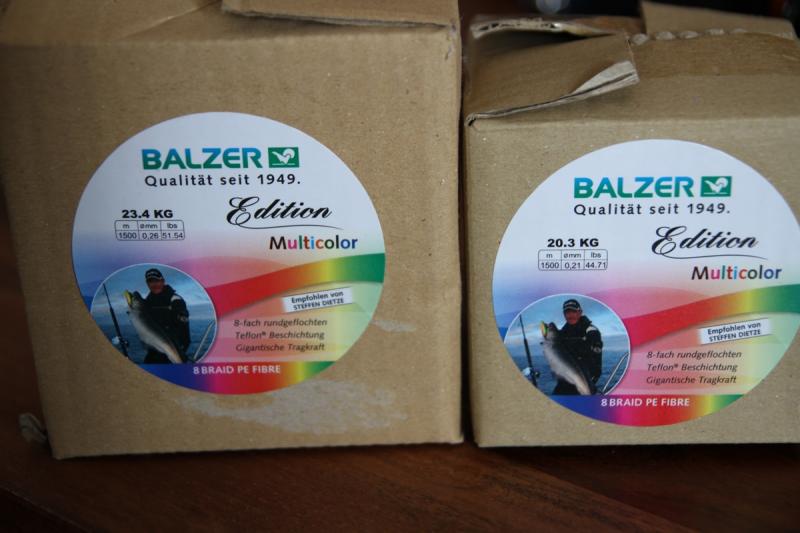 BALZER
Qualität seit 1949.
23.4 KG
Edition
m ømm lbs
1500 0,26 51.54
Multicolor
Empfohlen von
STEFFEN DIETZE
8-fach rundgeflochten
Teflon® Beschichtung
Gigantische Tragkraft
8 BRAID PE FIBRE
BALZER
Qualität seit 1949.
20.3 KG
Edition
m ømm lbs
1500 0,21 44.71
Multicolor
Empfohlen von
STEFFEN DIETZE
8-fach rundgeflochten
Teflon® Beschichtung
Gigantische Tragkraft
8 BRAID PE FIBRE